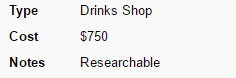 Type Drinks Shop
Cost $750
Notes Researchable